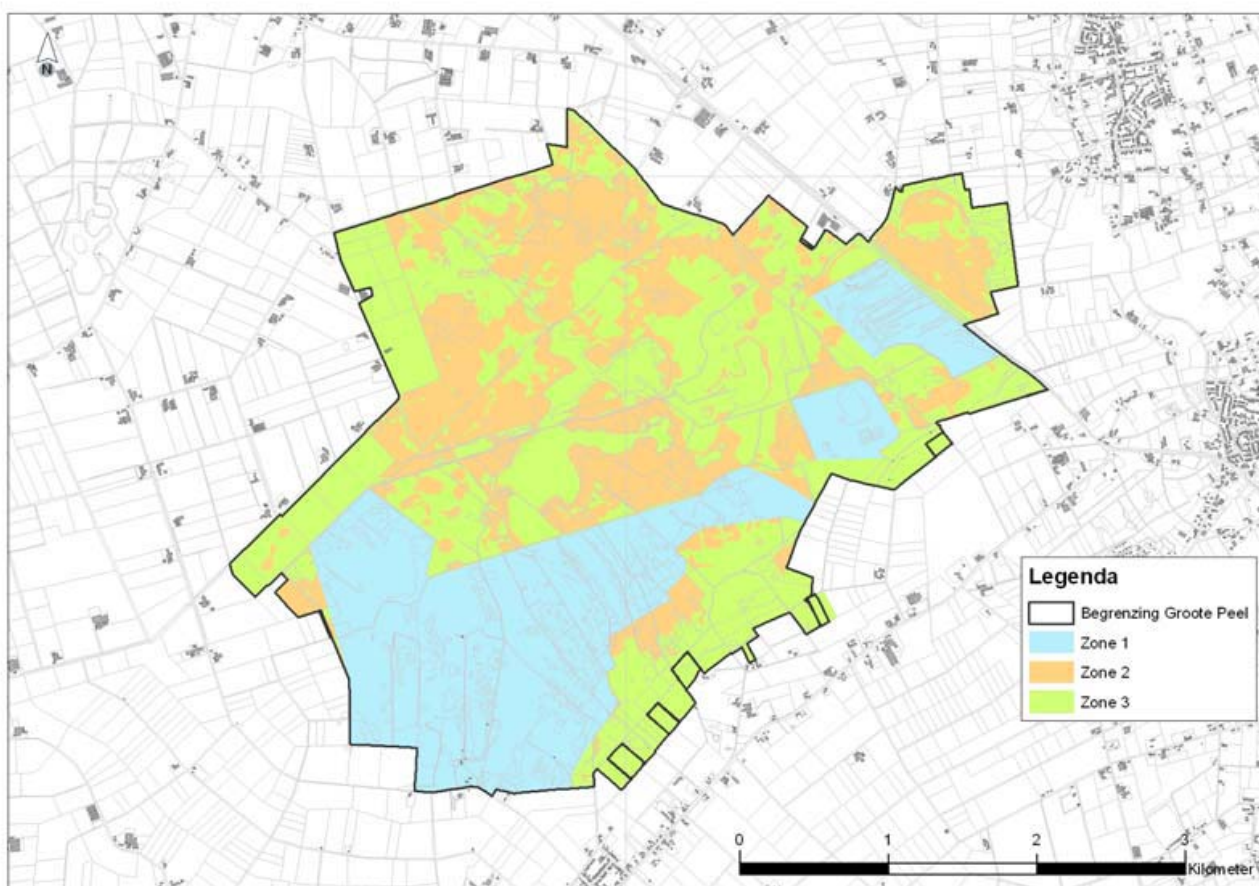 N
Legenda
Begrenzing Groote Peel
Zone 1
Zone 2
Zone 3
0 1 2 3
Kilometer